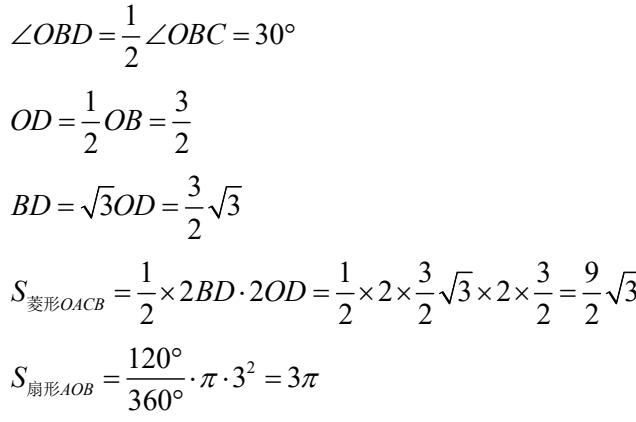 ∠OBD = 1/2 ∠OBC = 30°
OD = 1/2 OB = 3/2
BD = √3OD = 3/2 √3
S菱形OACB = 1/2 × 2BD · 2OD = 1/2 × 2 × 3/2 √3 × 2 × 3/2 = 9/2 √3
S扇形AOB = 120°/360° · π · 3² = 3π